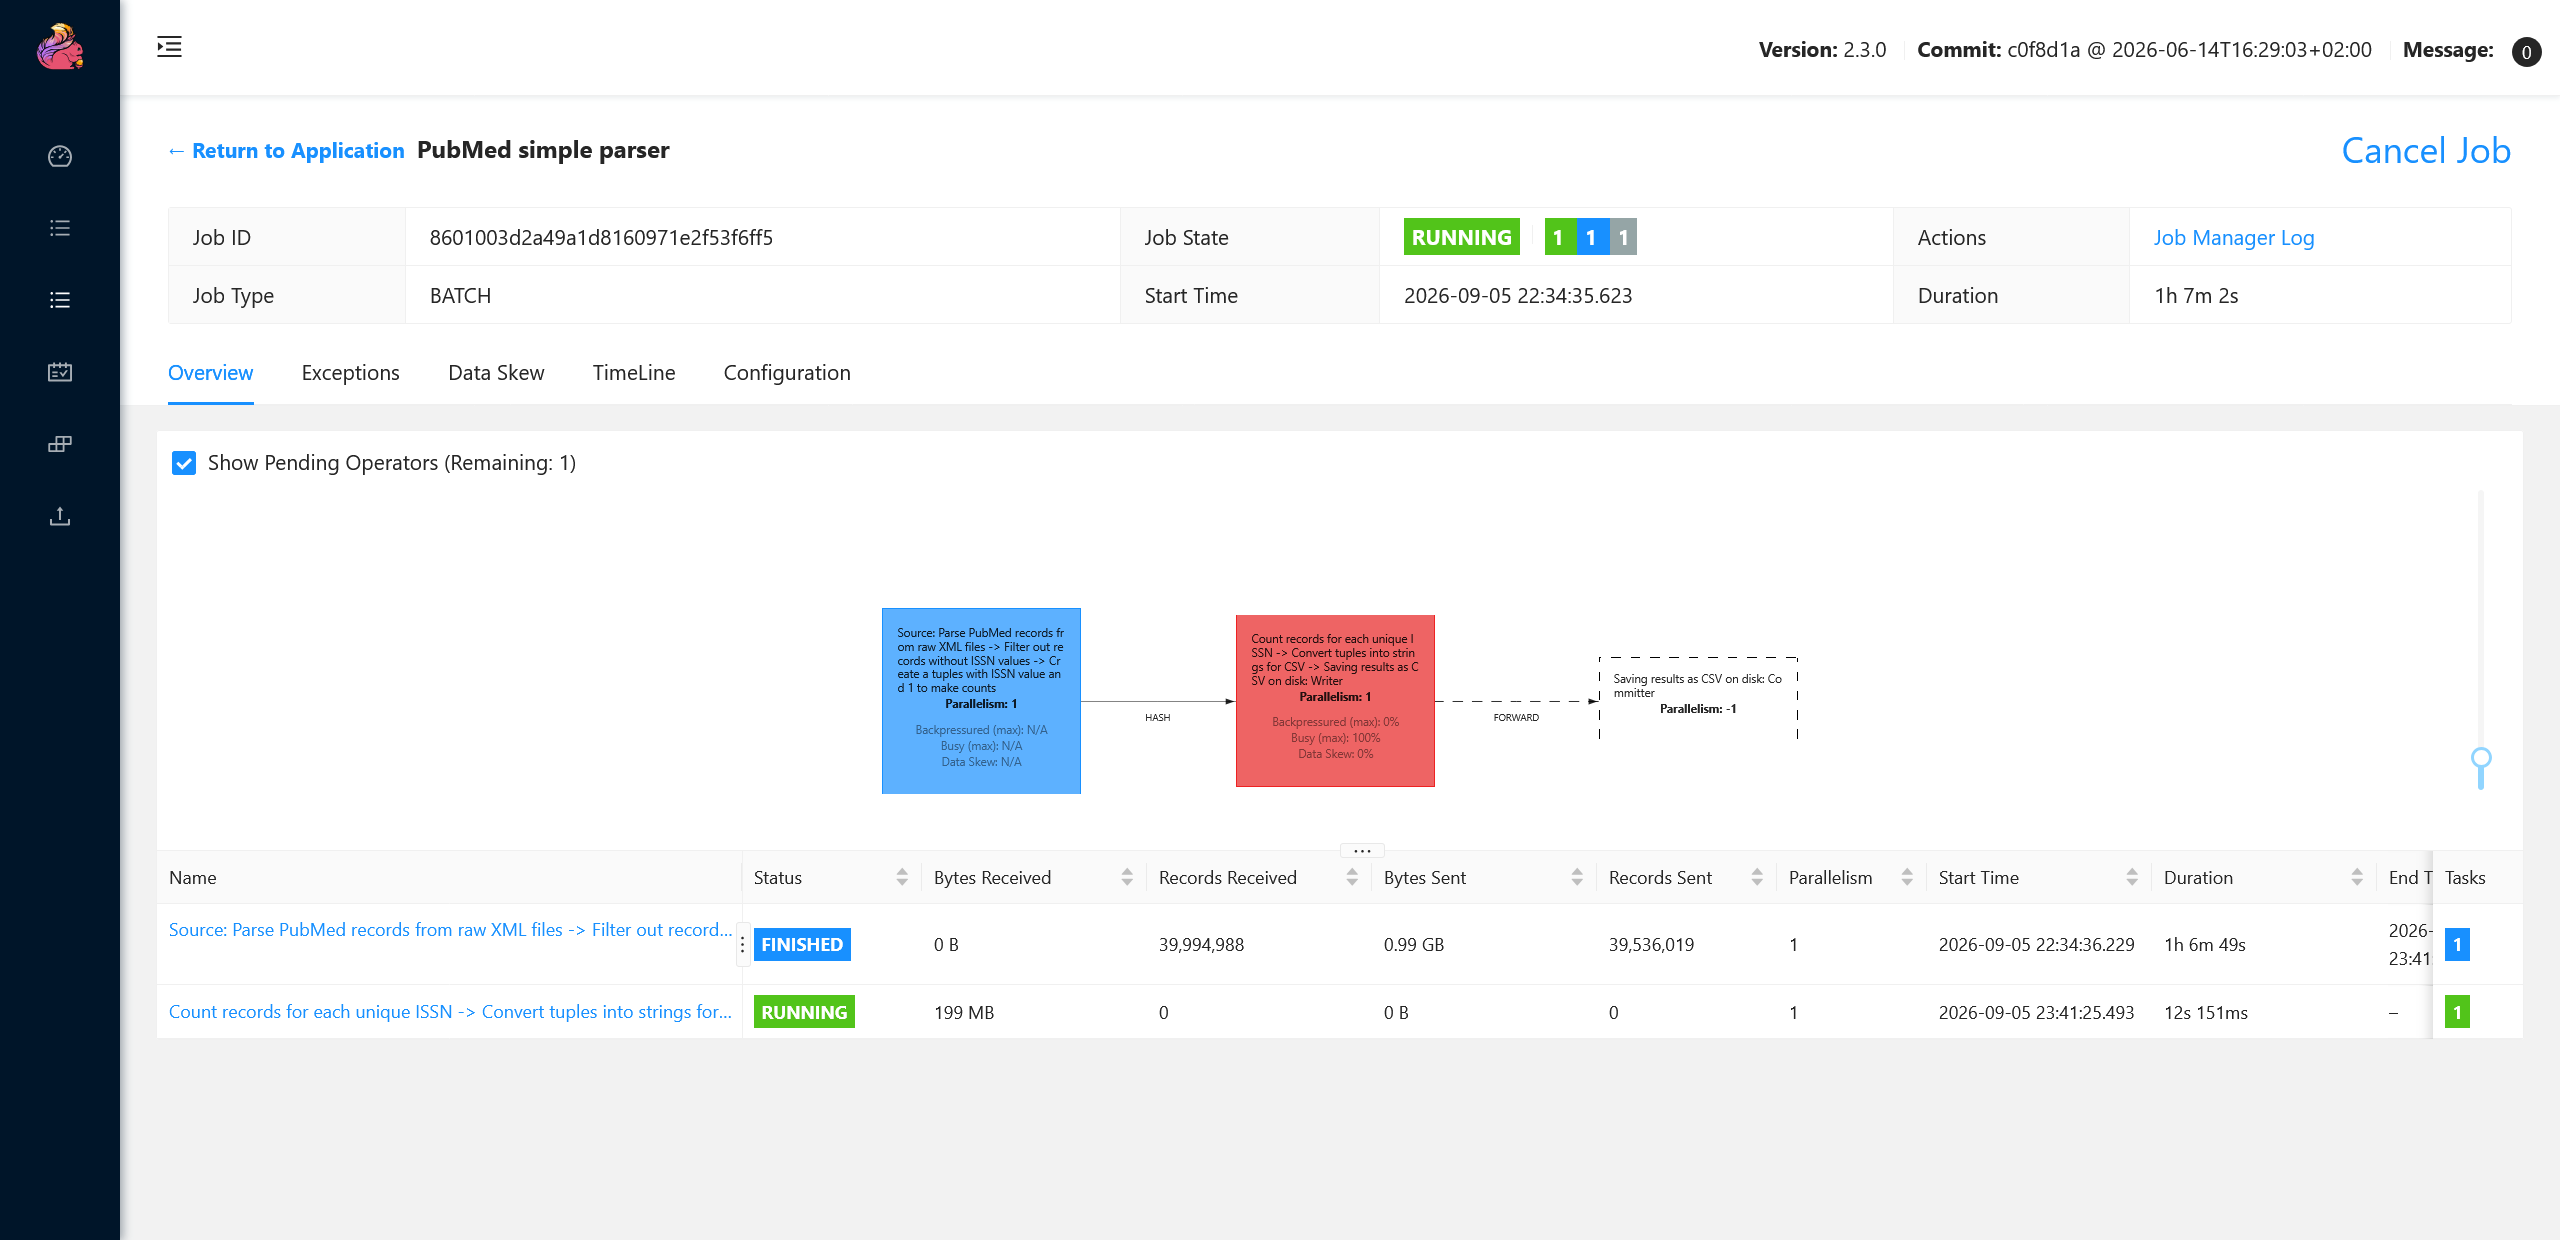 Version: 2.3.0 Commit: c0f8d1a @ 2026-06-14T16:29:03+02:00 Message: 0
← Return to Application PubMed simple parser Cancel Job
Job ID 8601003d2a49a1d8160971e2f53f6ff5 Job State RUNNING 1 1 1 Actions Job Manager Log
Job Type BATCH Start Time 2026-09-05 22:34:35.623 Duration 1h 7m 2s
Overview Exceptions Data Skew TimeLine Configuration
Show Pending Operators (Remaining: 1)
Source: Parse PubMed records fr
om raw XML files -> Filter out re
cords without ISSN values -> Cr
eate a tuples with ISSN value an
d 1 to make counts
Parallelism: 1
Backpressured (max): N/A
Busy (max): N/A
Data Skew: N/A
HASH
Count records for each unique I
SSN -> Convert tuples into strin
gs for CSV -> Saving results as C
SV on disk: Writer
Parallelism: 1
Backpressured (max): 0%
Busy (max): 100%
Data Skew: 0%
FORWARD
Saving results as CSV on disk: Co
mmitter
Parallelism: -1
Name Status Bytes Received Records Received Bytes Sent Records Sent Parallelism Start Time Duration End T Tasks
Source: Parse PubMed records from raw XML files -> Filter out record... FINISHED 0 B 39,994,988 0.99 GB 39,536,019 1 2026-09-05 22:34:36.229 1h 6m 49s 2026- 23:41: 1
Count records for each unique ISSN -> Convert tuples into strings for... RUNNING 199 MB 0 0 B 0 1 2026-09-05 23:41:25.493 12s 151ms – 1